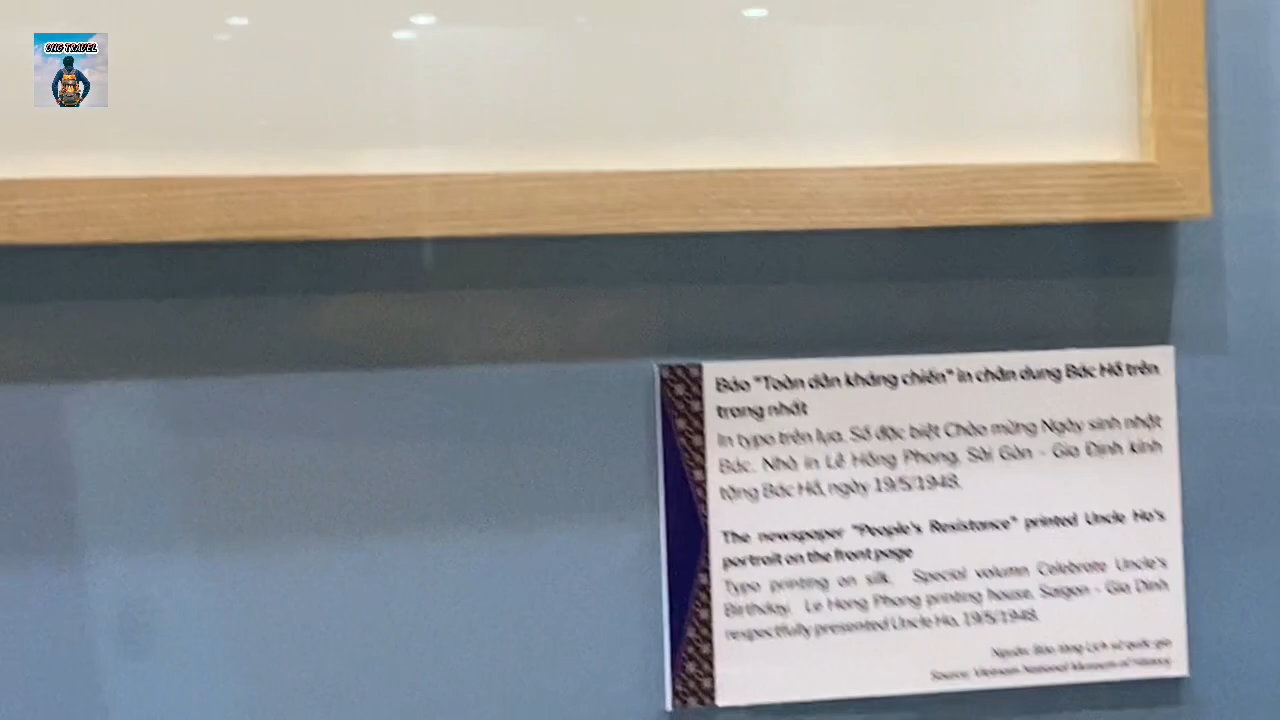 ONG TRAVEL
Báo "Toàn dân kháng chiến" in chân dung Bác Hồ trên
trang nhất
In typo trên lụa. Số đặc biệt Chào mừng Ngày sinh nhật
Bác. Nhà in Lê Hồng Phong, Sài Gòn - Gia Định kính
tặng Bác Hồ, ngày 19/5/1948.
The newspaper "People's Resistance" printed Uncle Ho's
portrait on the front page
Typo printing on silk. Special volumn Celebrate Uncle's
Birthday. Le Hong Phong printing house, Saigon - Gia Dinh
respectfully presented Uncle Ho, 19/5/1948.
Nguồn: Bảo tàng Lịch sử quốc gia
Source: Vietnam National Museum of History